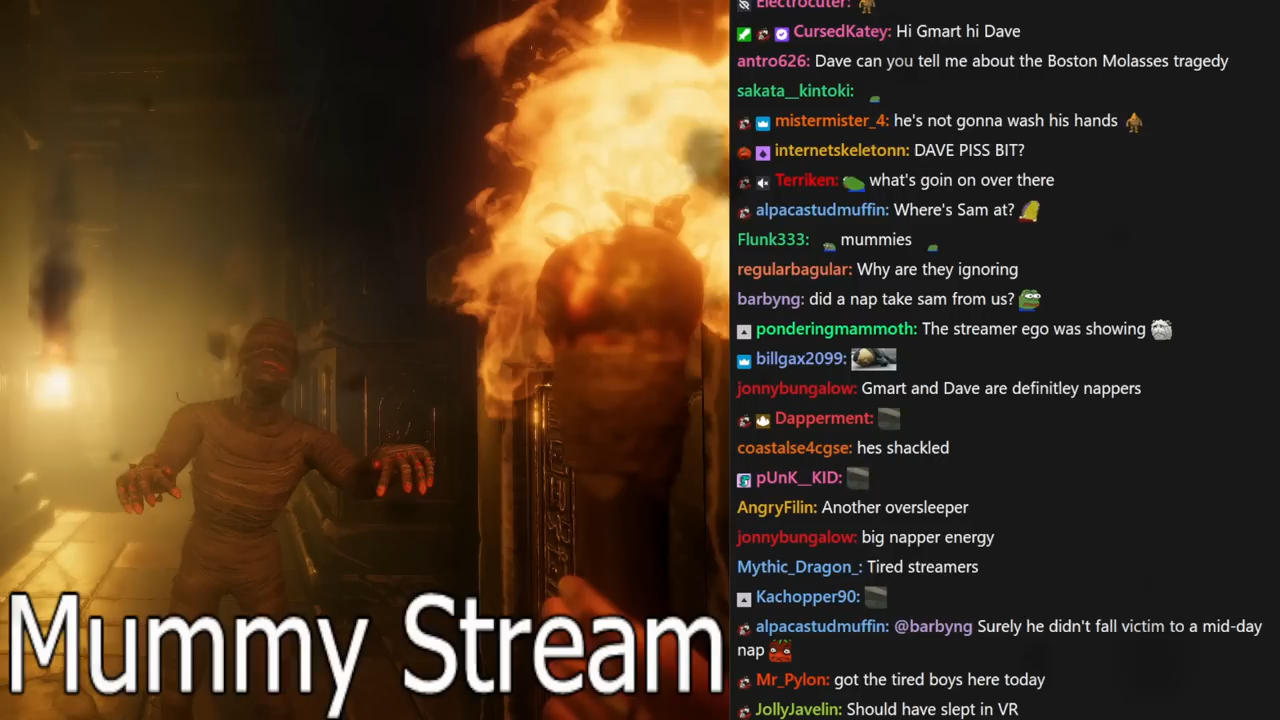 Electrocuter:
CursedKatey: Hi Gmart hi Dave
antro626: Dave can you tell me about the Boston Molasses tragedy
sakata__kintoki:
mistermister_4: he's not gonna wash his hands
internetskeletonn: DAVE PISS BIT?
Terriken: what's goin on over there
alpacastudmuffin: Where's Sam at?
Flunk333: mummies
regularbagular: Why are they ignoring
barbyng: did a nap take sam from us?
ponderingmammoth: The streamer ego was showing
billgax2099:
jonnybungalow: Gmart and Dave are definitley nappers
Dapperment:
coastalse4cgse: hes shackled
pUnK__KID:
AngryFilin: Another oversleeper
jonnybungalow: big napper energy
Mythic_Dragon_: Tired streamers
Kachopper90:
alpacastudmuffin: @barbyng Surely he didn't fall victim to a mid-day
nap
Mr_Pylon: got the tired boys here today
JollyJavelin: Should have slept in VR
Mummy Stream